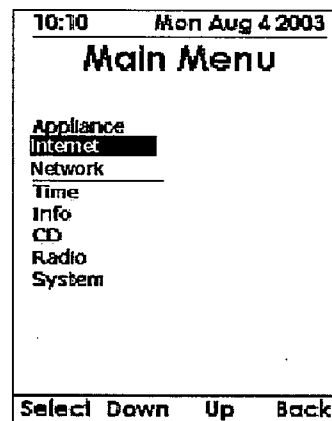 10:10 Mon Aug 4 2003
Main Menu
Appliance
Internet
Network
Time
Info
CD
Radio
System
Select Down Up Back